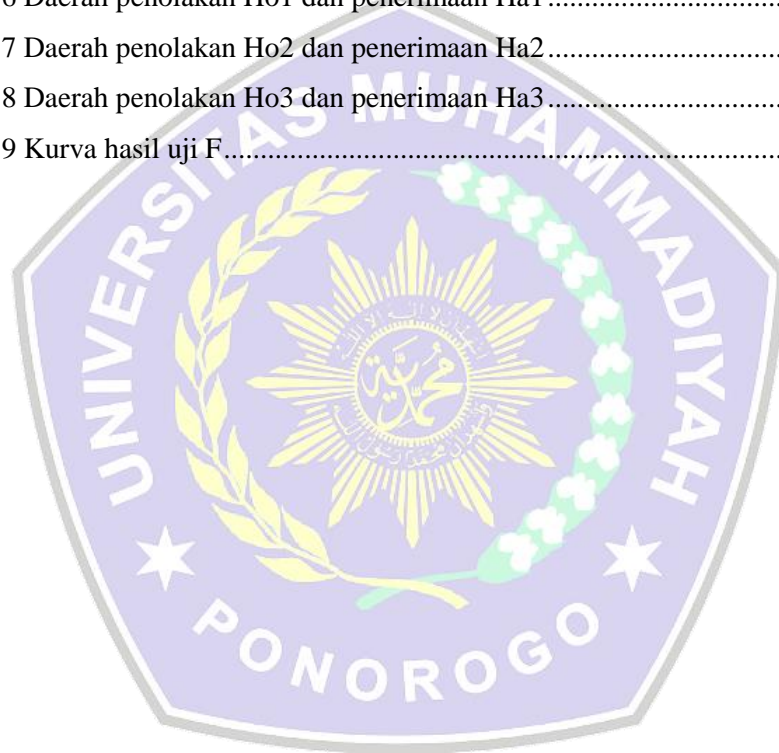 6 Daerah penolakan Ho1 dan penerimaan Ha1.......................................
7 Daerah penolakan Ho2 dan penerimaan Ha2.......................................
8 Daerah penolakan Ho3 dan penerimaan Ha3.......................................
9 Kurva hasil uji F.........................................................................................
UNIVERSITAS MUHAMMADIYAH
PONOROGO